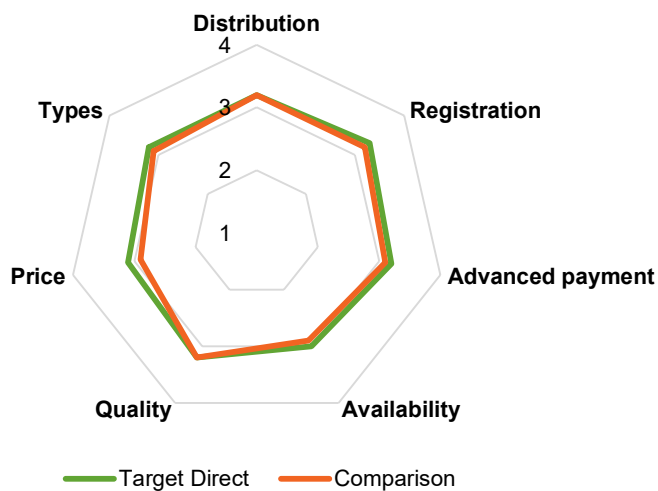 Distribution
4
Types
3
Registration
2
1
Price
Advanced payment
Quality
Availability
Target Direct
Comparison